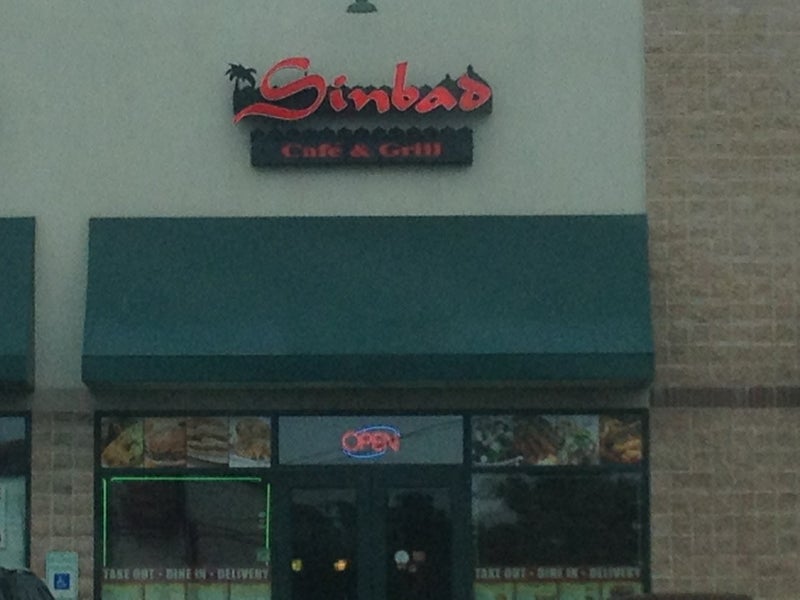 Sinbad
Café & Grill
OPEN
TAKE OUT • DINE IN • DELIVERY
TAKE OUT • DINE IN • DELIVERY